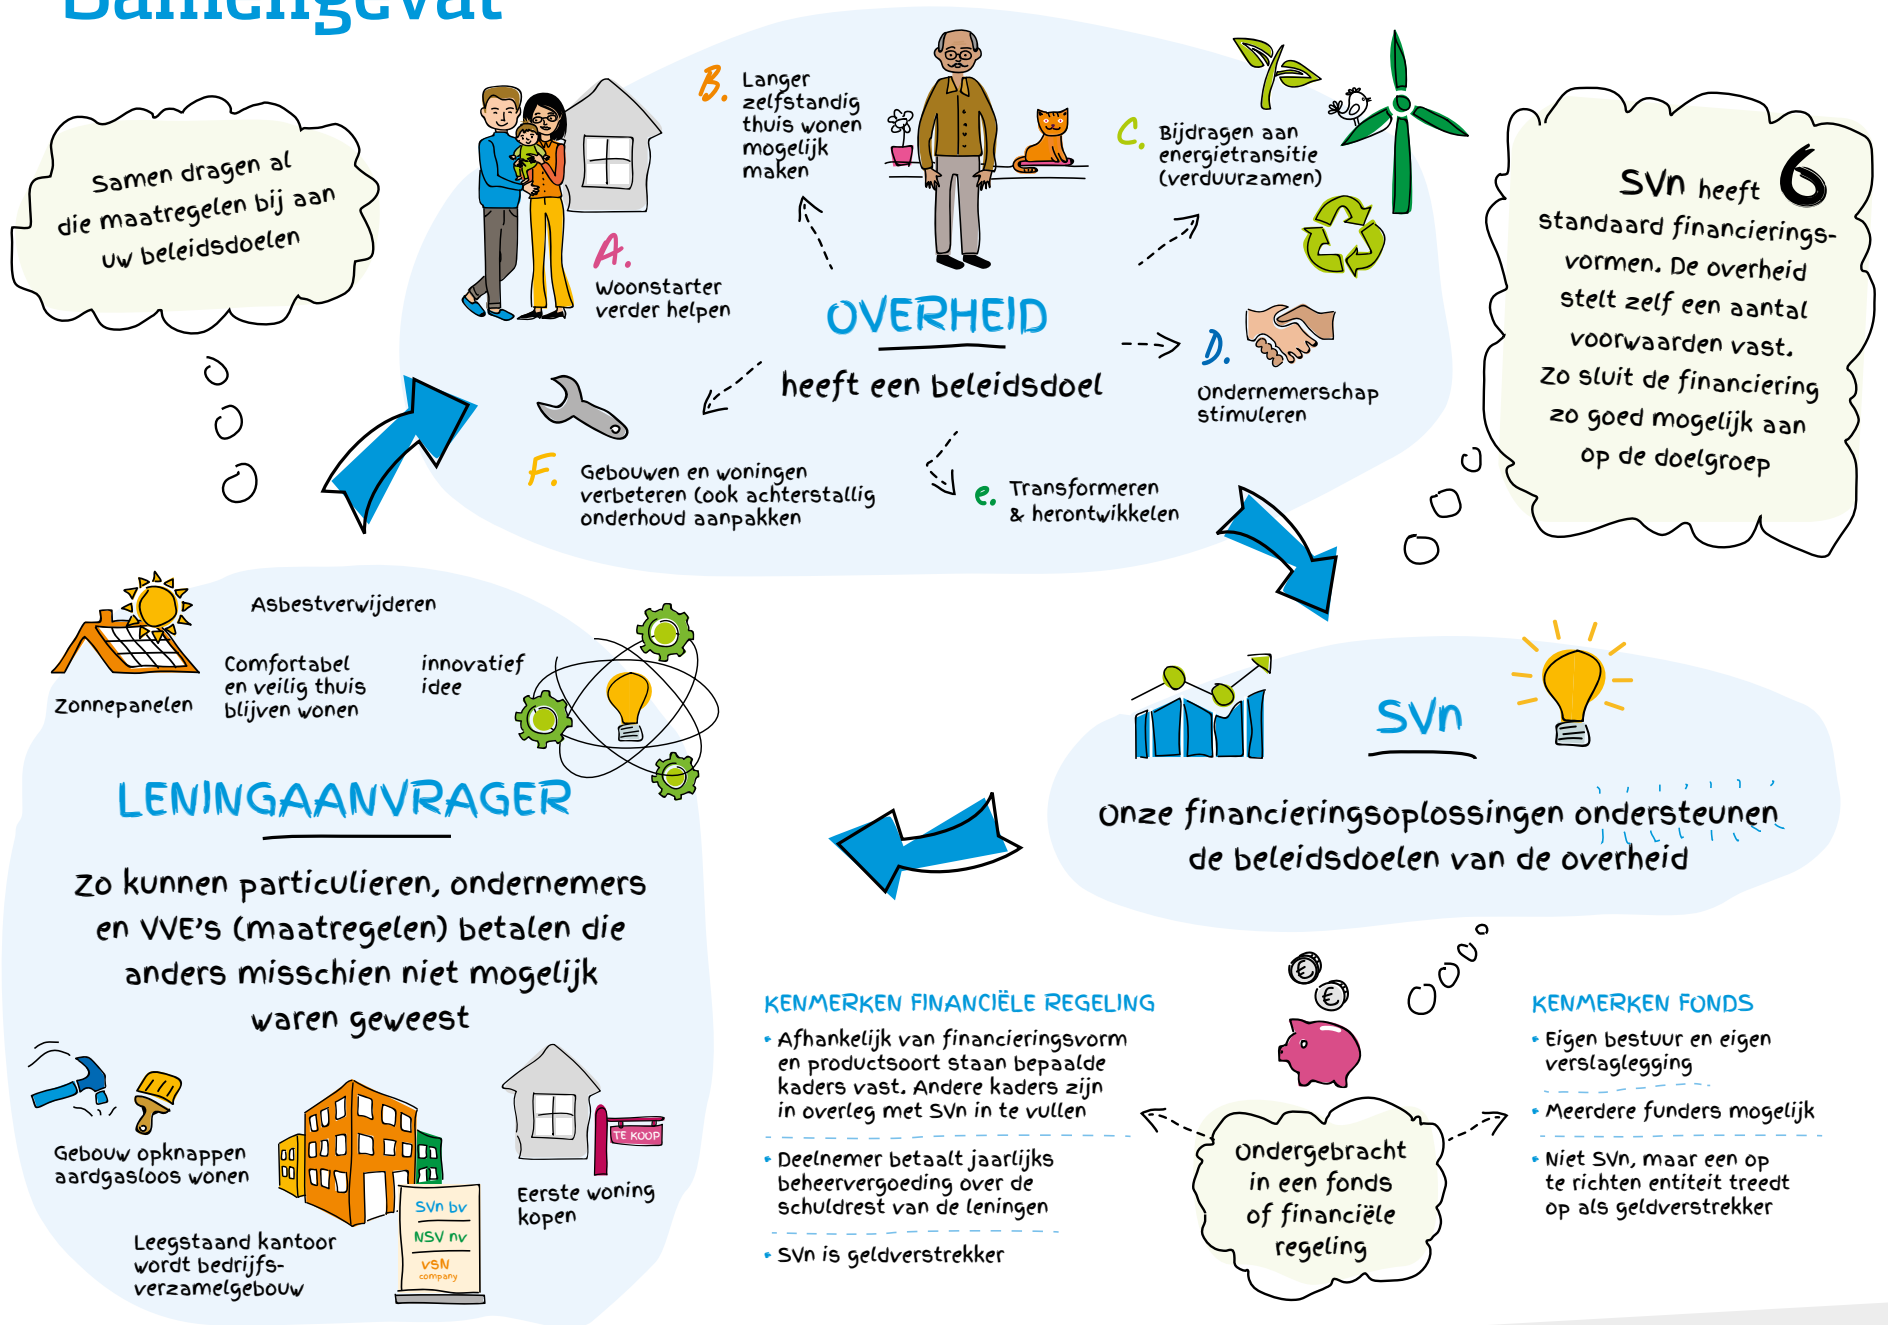 Samengevat
Samen dragen al
die maatregelen bij aan
uw beleidsdoelen
A.
Woonstarter
verder helpen
B.
Langer
zelfstandig
thuis wonen
mogelijk
maken
C.
Bijdragen aan
energietransitie
(verduurzamen)
OVERHEID
heeft een beleidsdoel
D.
Ondernemerschap
stimuleren
e.
Transformeren
& herontwikkelen
F.
Gebouwen en woningen
verbeteren (ook achterstallig
onderhoud aanpakken
SVn heeft 6
standaard financierings-
vormen. De overheid
stelt zelf een aantal
voorwaarden vast.
Zo sluit de financiering
zo goed mogelijk aan
op de doelgroep
SVn
Onze financieringsoplossingen ondersteunen
de beleidsdoelen van de overheid
Zonnepanelen
Asbestverwijderen
Comfortabel
en veilig thuis
blijven wonen
innovatief
idee
LENINGAANVRAGER
Zo kunnen particulieren, ondernemers
en VVE's (maatregelen) betalen die
anders misschien niet mogelijk
waren geweest
Gebouw opknappen
aardgasloos wonen
Leegstaand kantoor
wordt bedrijfs-
verzamelgebouw
SVn bv
NSV nv
VSN
company
TE KOOP
Eerste woning
kopen
KENMERKEN FINANCIËLE REGELING
• Afhankelijk van financieringsvorm
en productsoort staan bepaalde
kaders vast. Andere kaders zijn
in overleg met SVn in te vullen
• Deelnemer betaalt jaarlijks
beheervergoeding over de
schuldrest van de leningen
• SVn is geldverstrekker
€
€
Ondergebracht
in een fonds
of financiële
regeling
KENMERKEN FONDS
• Eigen bestuur en eigen
verslaglegging
• Meerdere funders mogelijk
• Niet SVn, maar een op
te richten entiteit treedt
op als geldverstrekker